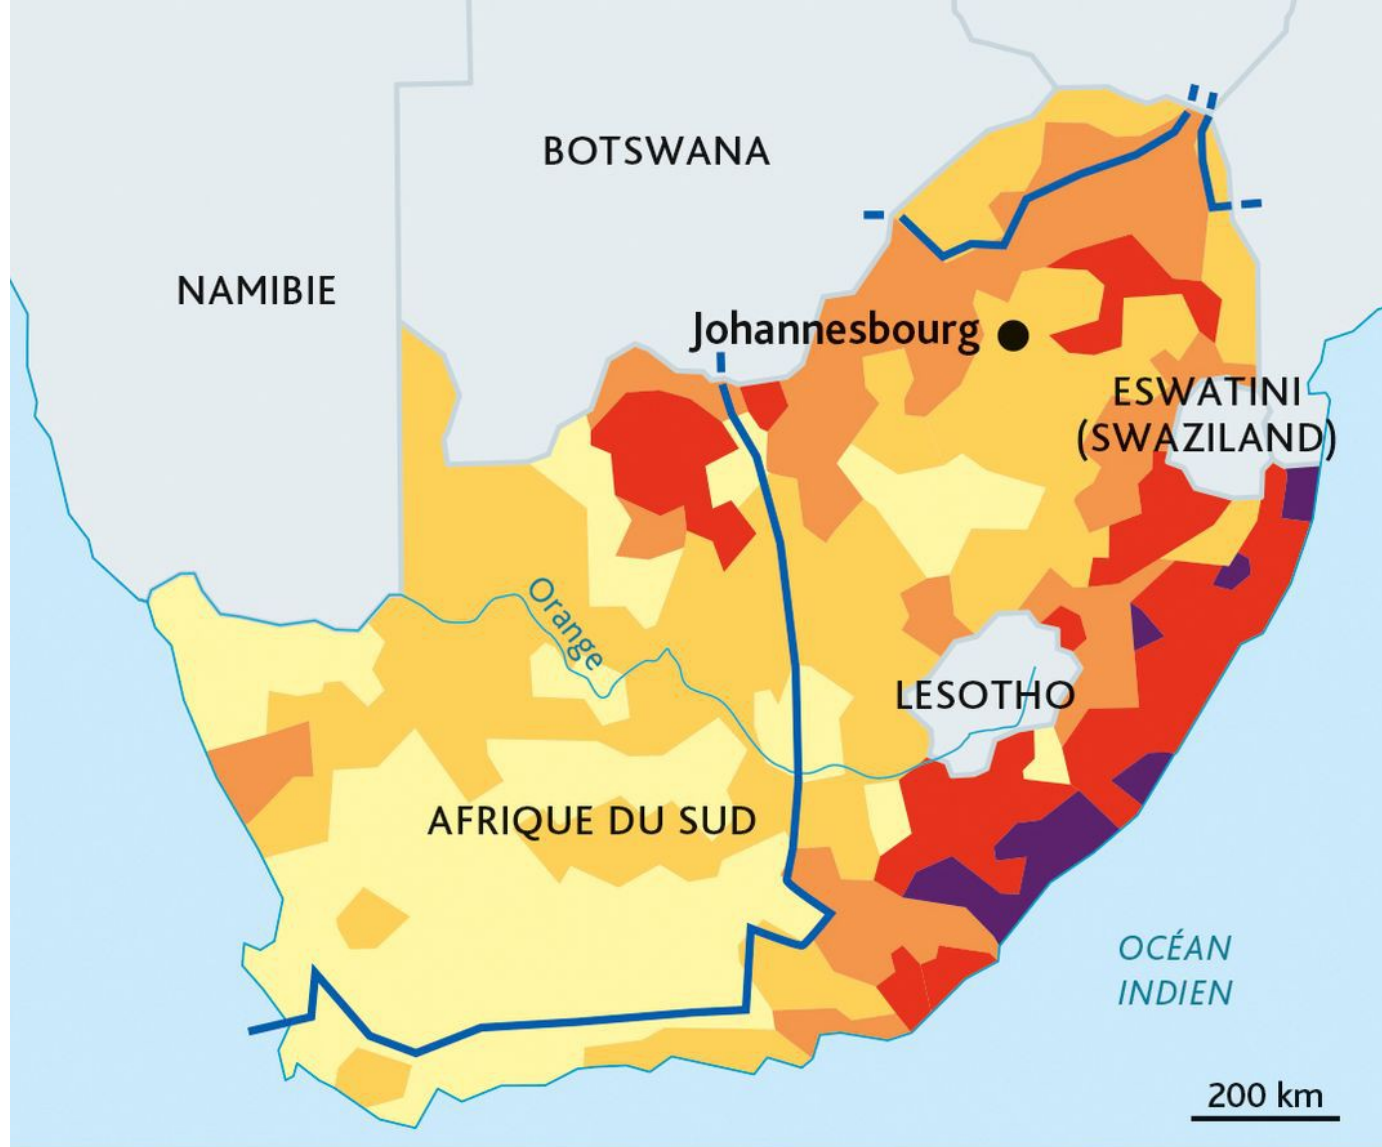 BOTSWANA
NAMIBIE
Johannesbourg
ESWATINI
(SWAZILAND)
Orange
LESOTHO
AFRIQUE DU SUD
OCÉAN
INDIEN
200 km